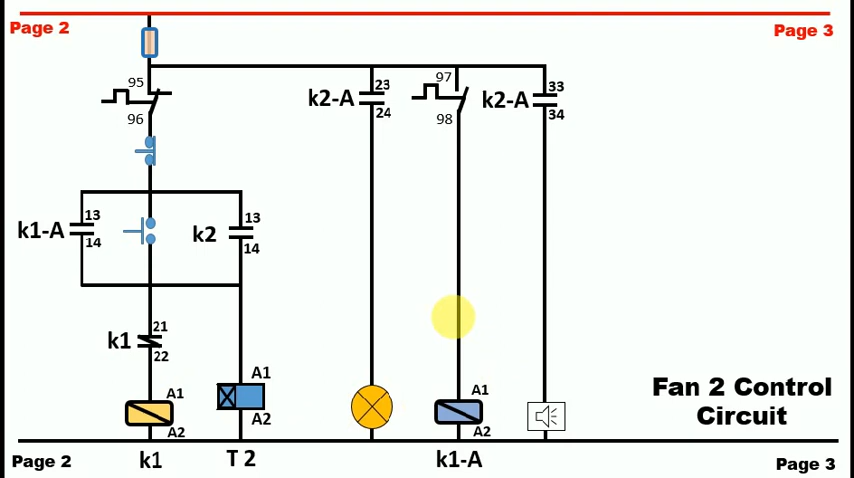 Page 2
Page 3
95
96
k2-A
23
24
97
98
k2-A
33
34
k1-A
13
14
k2
13
14
k1
21
22
A1
A2
A1
A2
A1
A2
Fan 2 Control
Circuit
Page 2
k1
T 2
k1-A
Page 3